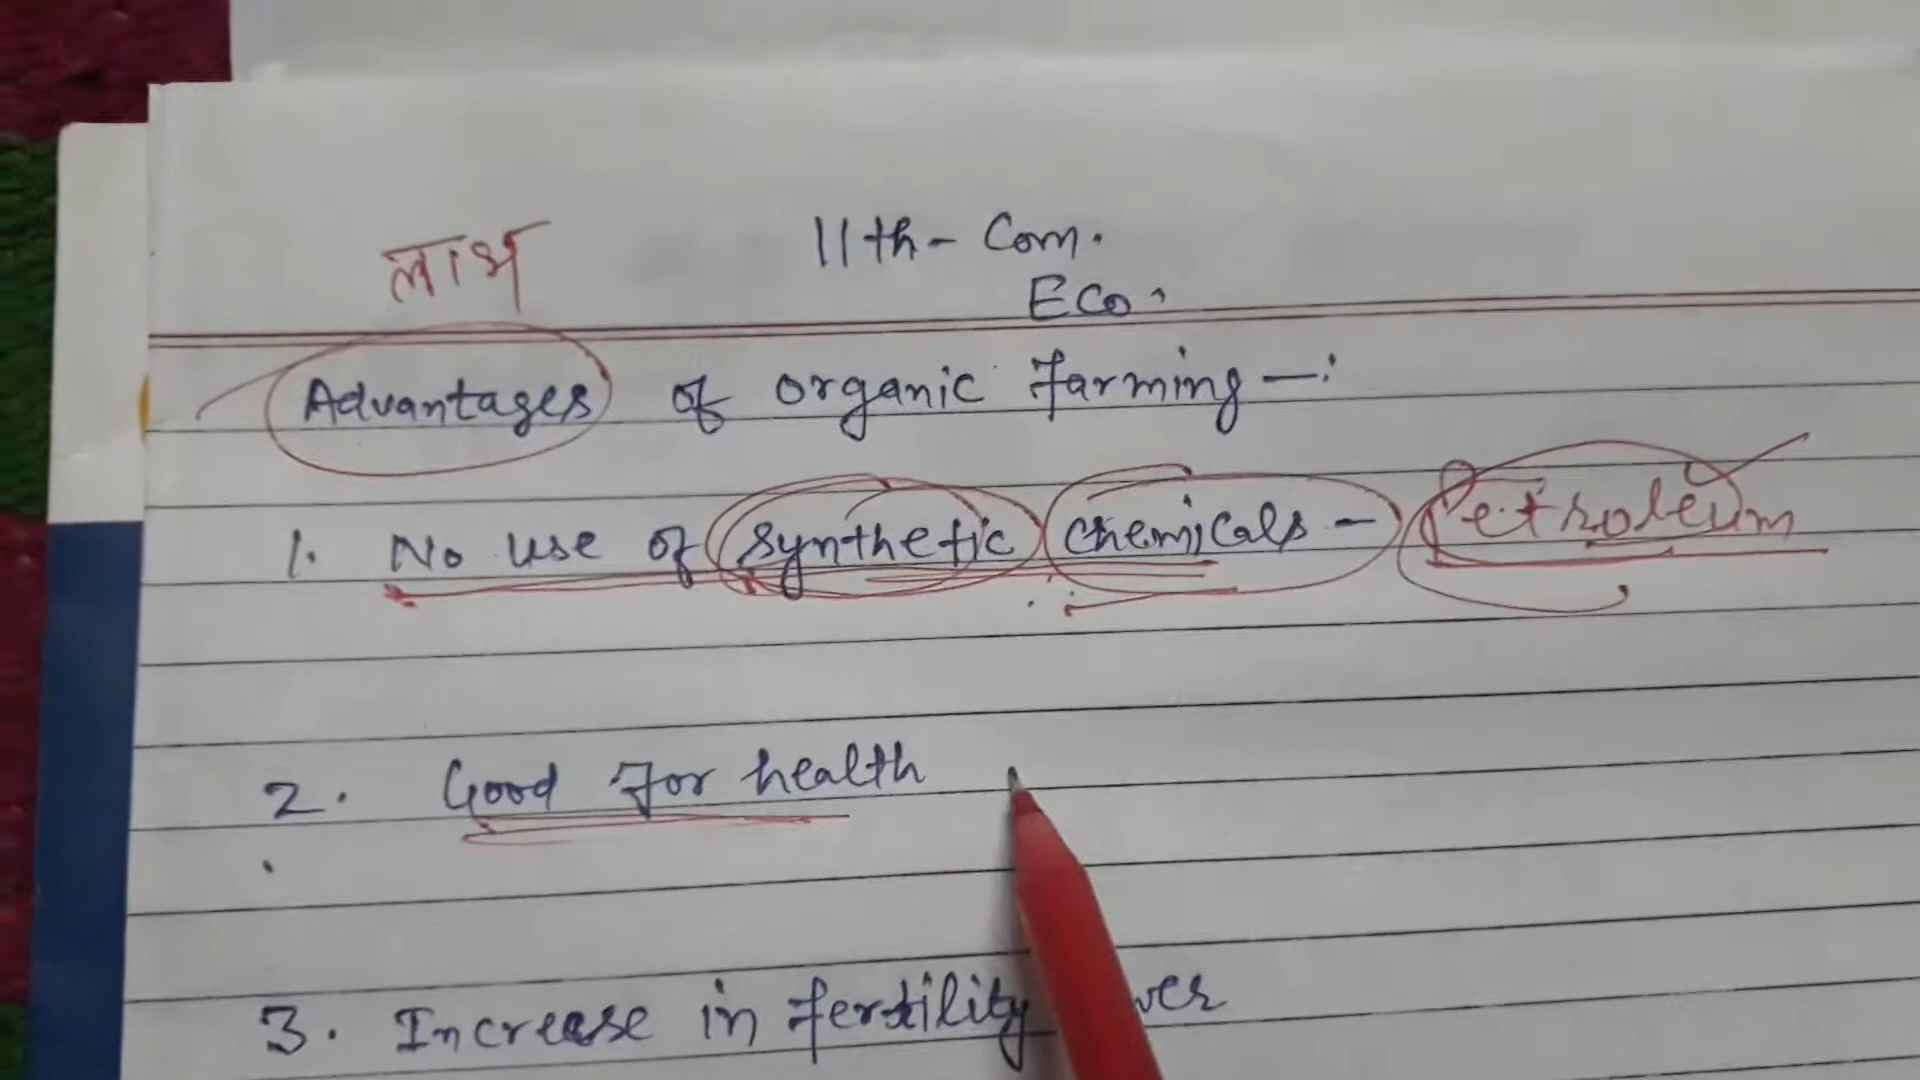 लाभ
11th - Com.
Eco.
Advantages of organic farming -:
1. No use of synthetic chemicals - Petroleum
2. Good for health
3. Increase in fertility